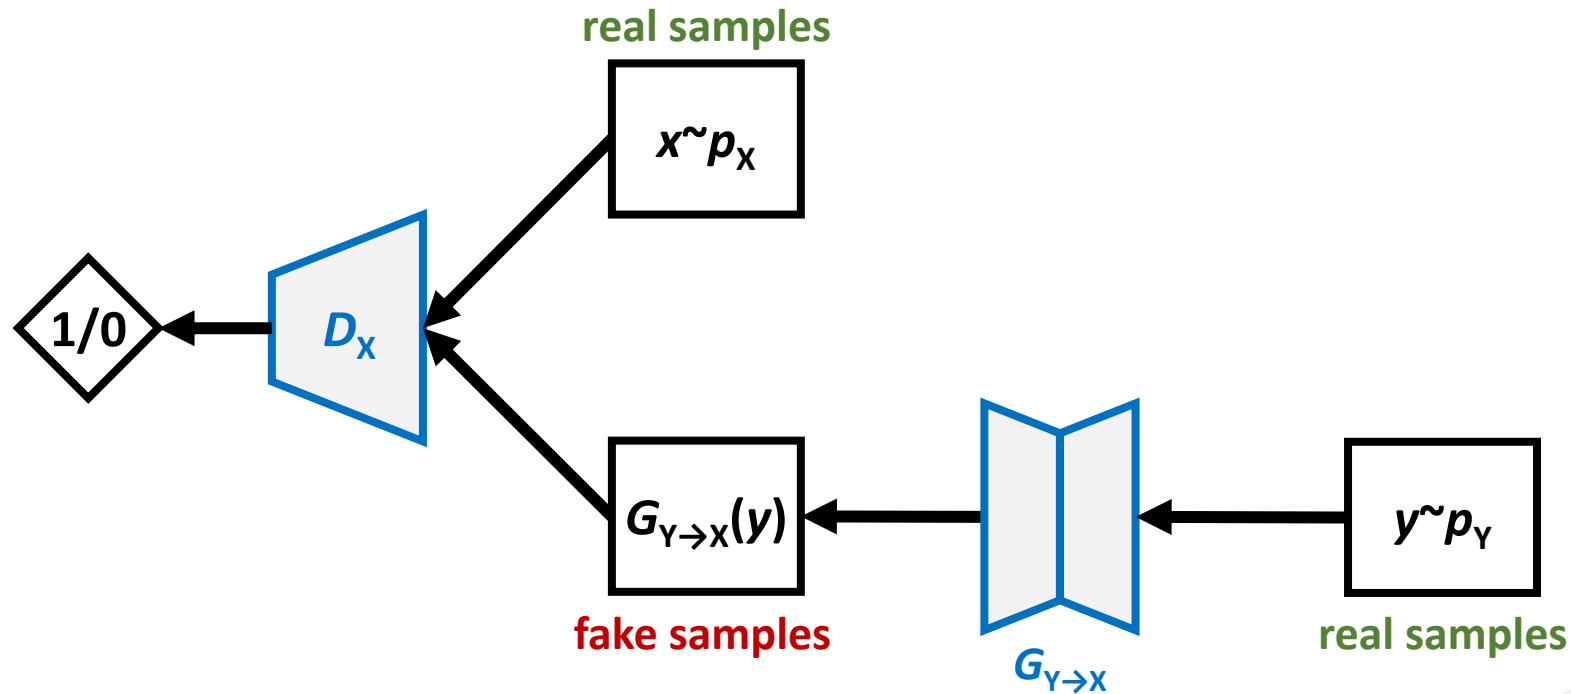 real samples
x~pX
1/0
DX
GY→X(y)
y~pY
fake samples
real samples
GY→X